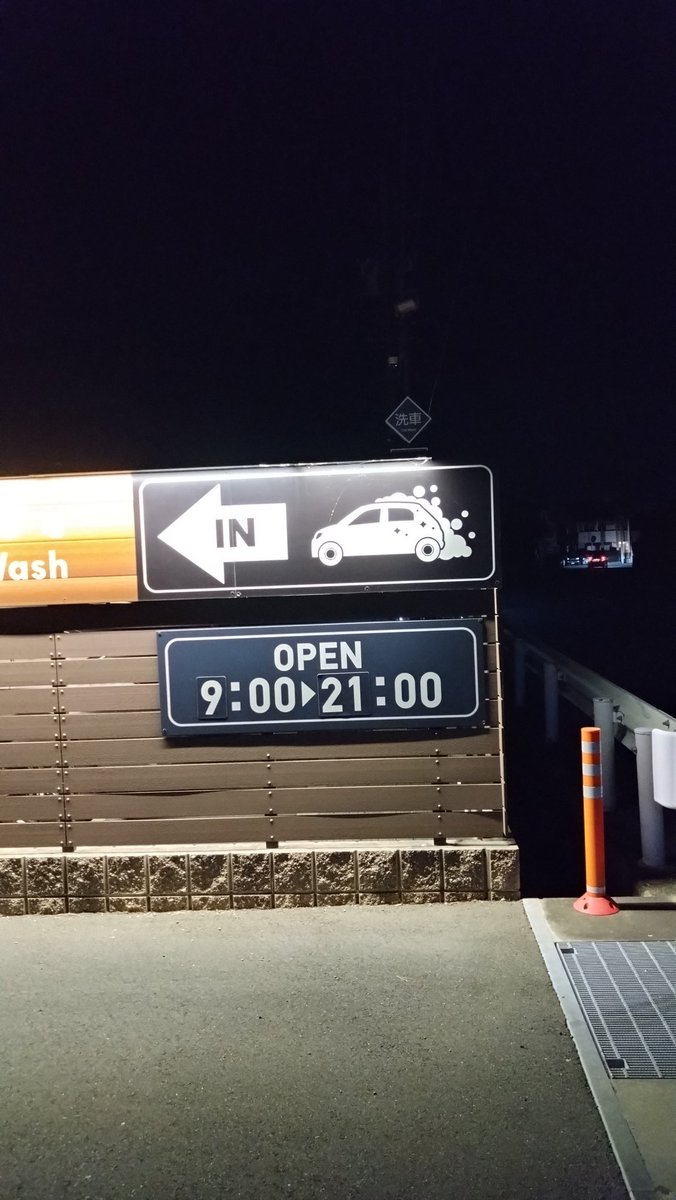 洗車
IN
Wash
OPEN
9:00▶21:00